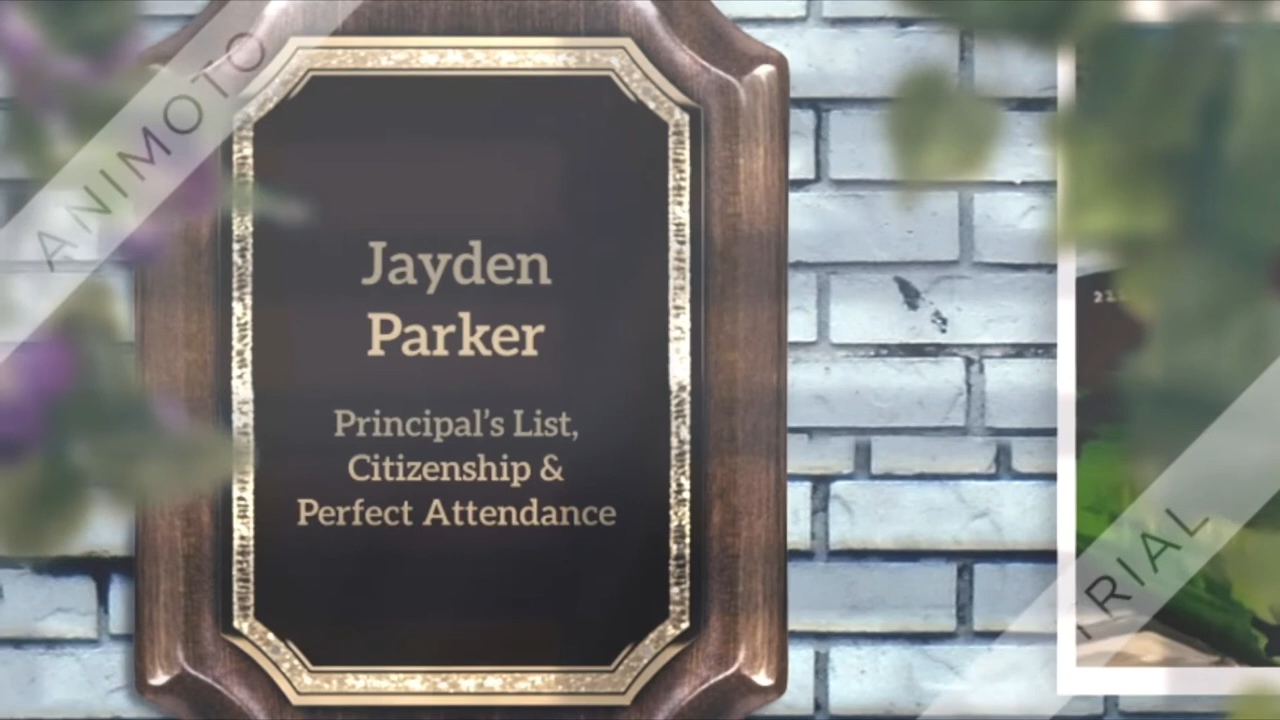 ANIMOTO
Jayden
Parker
Principal's List,
Citizenship &
Perfect Attendance
TRIAL